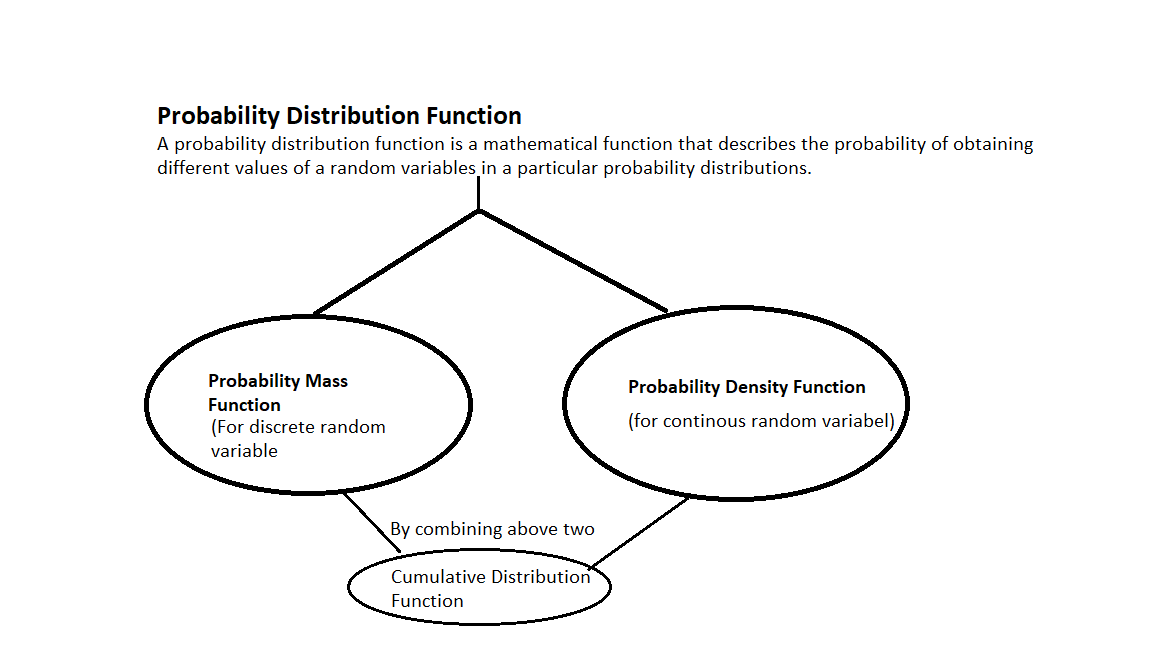 Probability Distribution Function
A probability distribution function is a mathematical function that describes the probability of obtaining
different values of a random variables in a particular probability distributions.
Probability Mass
Function
(For discrete random
variable
Probability Density Function
(for continous random variabel)
By combining above two
Cumulative Distribution
Function